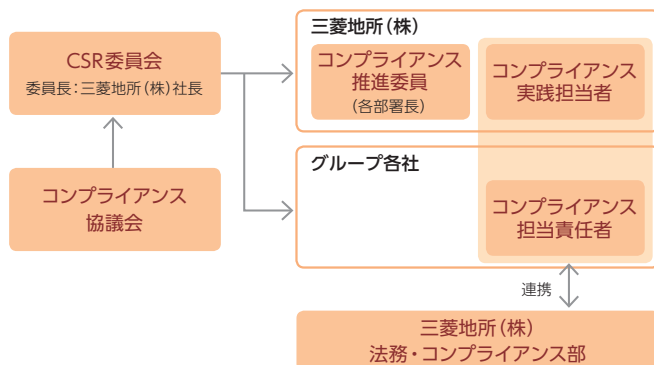 CSR委員会
委員長:三菱地所(株)社長
コンプライアンス
協議会
三菱地所(株)
コンプライアンス
推進委員
(各部署長)
コンプライアンス
実践担当者
グループ各社
コンプライアンス
担当責任者
連携
三菱地所(株)
法務・コンプライアンス部